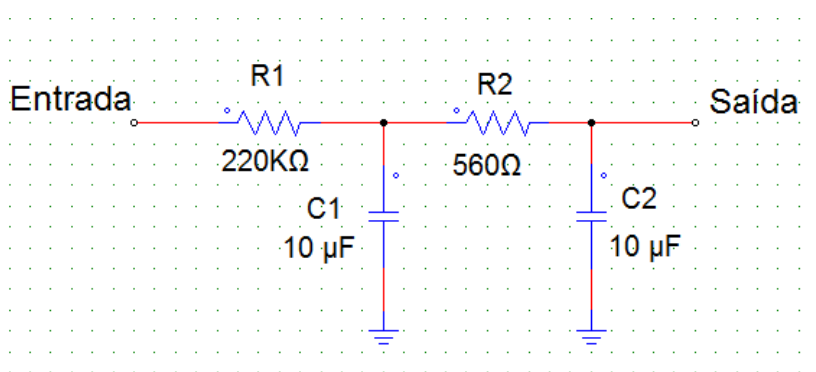 Entrada
R1
220KΩ
R2
560Ω
Saída
C1
10 µF
C2
10 µF